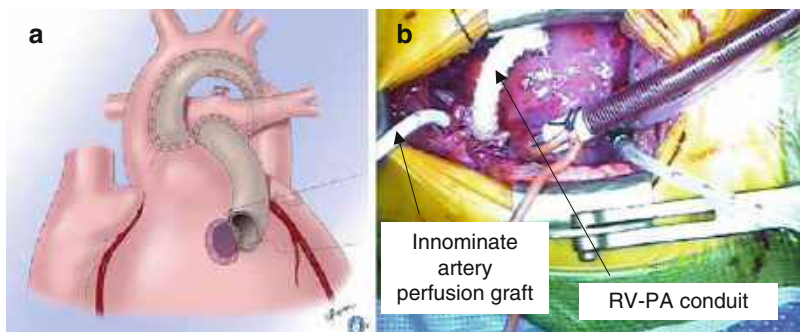 a
b
Innominate
artery
perfusion graft
RV-PA conduit